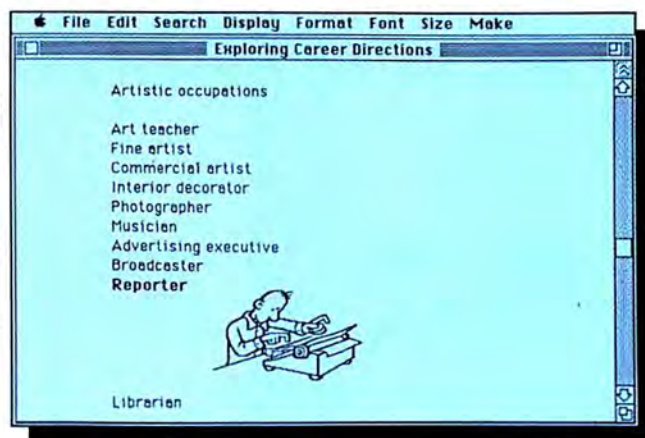 File Edit Search Display Format Font Size Make
Exploring Career Directions
Artistic occupations
Art teacher
Fine artist
Commercial artist
Interior decorator
Photographer
Musician
Advertising executive
Broadcaster
Reporter
Librarian